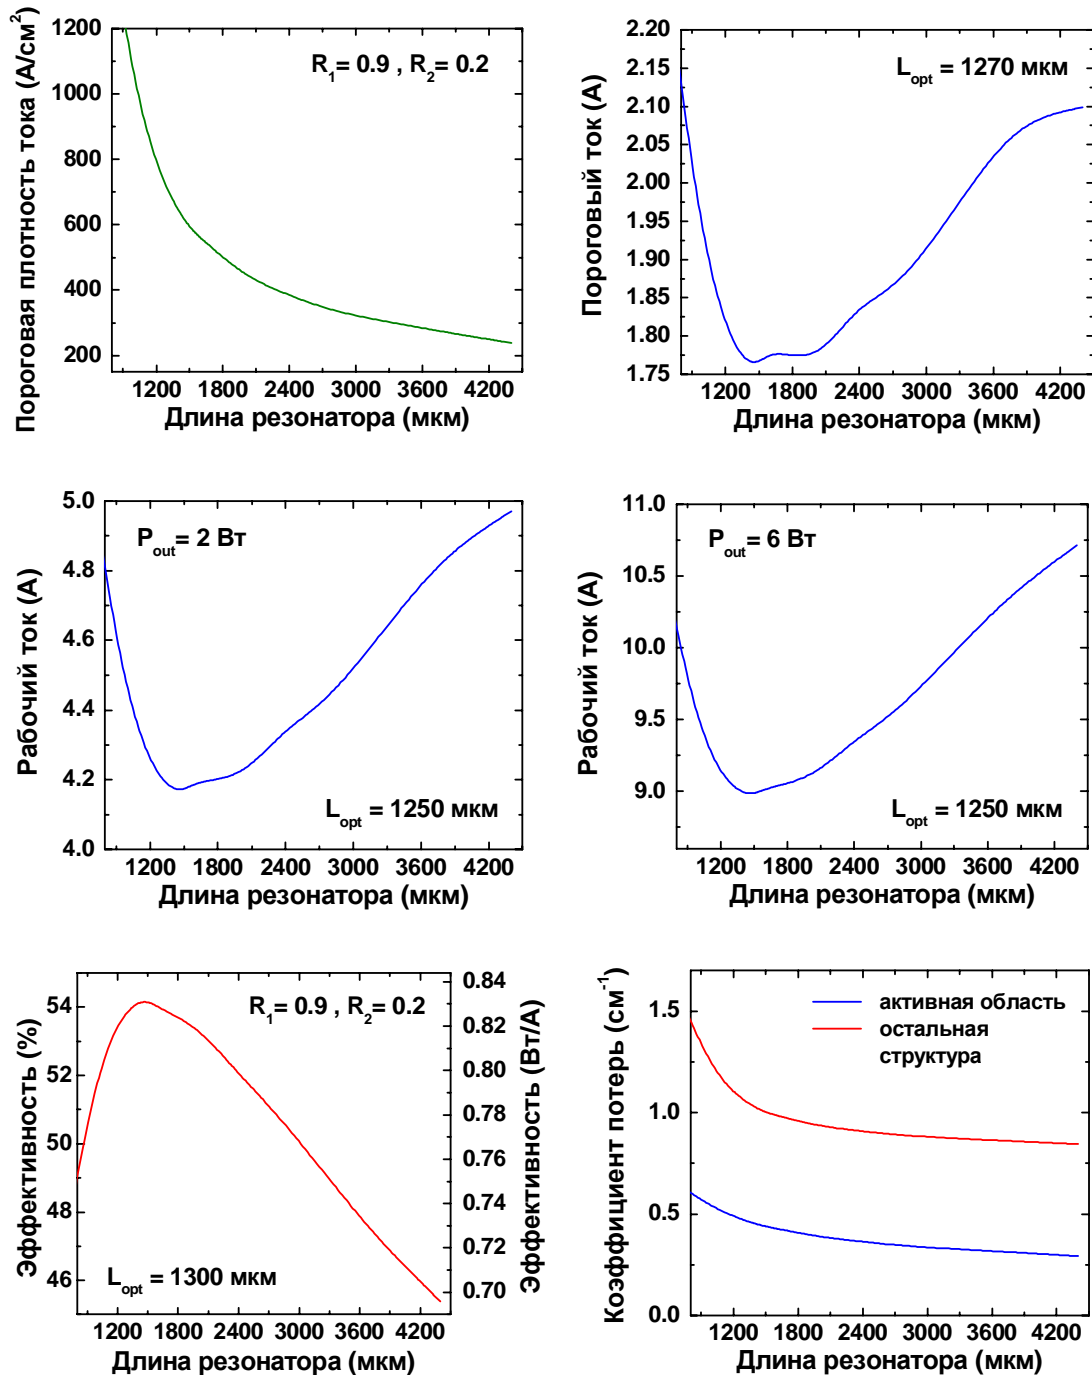 Пороговая плотность тока (А/см²)
1200
1000
800
600
400
200
R₁= 0.9 , R₂= 0.2
1200 1800 2400 3000 3600 4200
Длина резонатора (мкм)
Пороговый ток (А)
2.20
2.15
2.10
2.05
2.00
1.95
1.90
1.85
1.80
1.75
L_opt = 1270 мкм
1200 1800 2400 3000 3600 4200
Длина резонатора (мкм)
Рабочий ток (А)
5.0
4.8
4.6
4.4
4.2
4.0
P_out= 2 Вт
L_opt = 1250 мкм
1200 1800 2400 3000 3600 4200
Длина резонатора (мкм)
Рабочий ток (А)
11.0
10.5
10.0
9.5
9.0
P_out= 6 Вт
L_opt = 1250 мкм
1200 1800 2400 3000 3600 4200
Длина резонатора (мкм)
Эффективность (%)
54
52
50
48
46
R₁= 0.9 , R₂= 0.2
L_opt = 1300 мкм
0.84
0.82
0.80
0.78
0.76
0.74
0.72
0.70
Эффективность (Вт/А)
1200 1800 2400 3000 3600 4200
Длина резонатора (мкм)
Коэффициент потерь (см⁻¹)
1.5
1.0
0.5
0.0
активная область
остальная
структура
1200 1800 2400 3000 3600 4200
Длина резонатора (мкм)